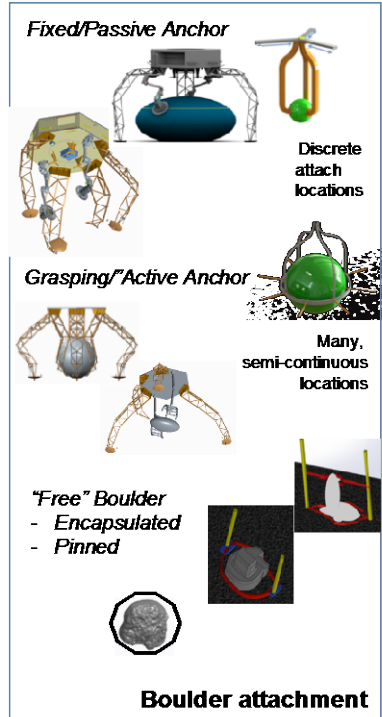 Fixed/Passive Anchor
Discrete
attach
locations
Grasping/”Active Anchor
Many,
semi-continuous
locations
“Free” Boulder
- Encapsulated
- Pinned
Boulder attachment